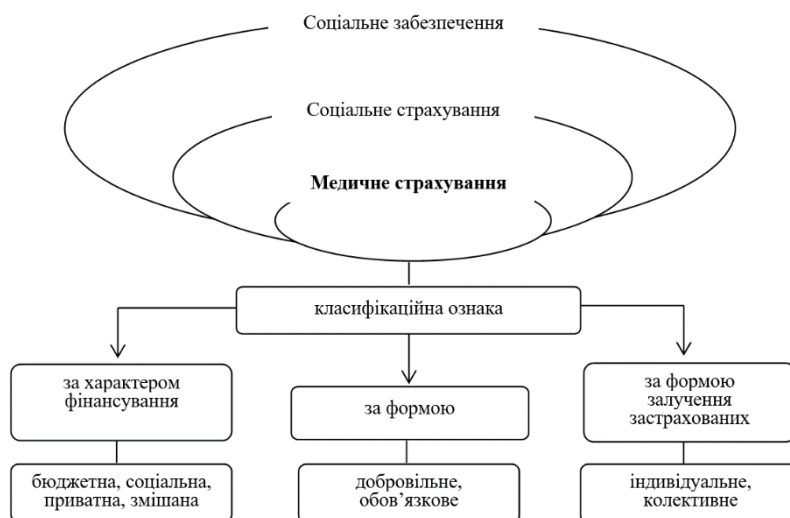 Соціальне забезпечення
Соціальне страхування
Медичне страхування
класифікаційна ознака
за характером
фінансування
за формою
за формою
залучення
застрахованих
бюджетна, соціальна,
приватна, змішана
добровільне,
обов’язкове
індивідуальне,
колективне